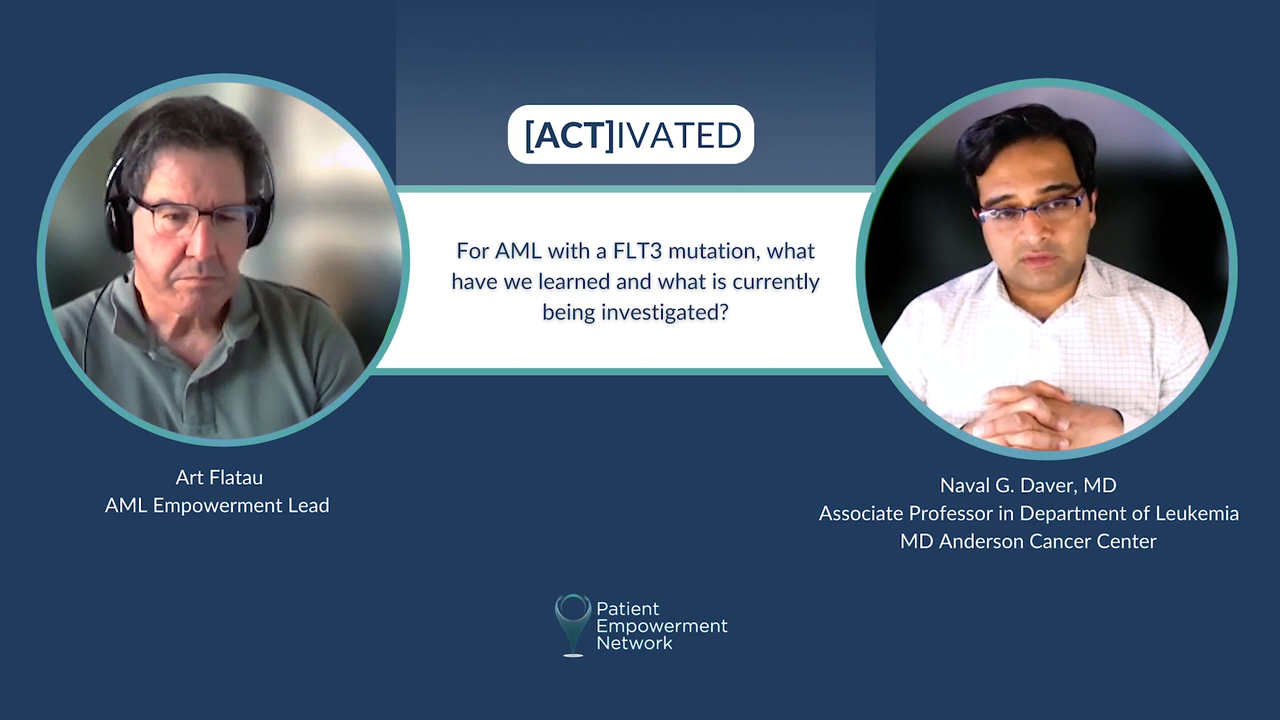 [ACT]IVATED
For AML with a FLT3 mutation, what
have we learned and what is currently
being investigated?
Art Flatau
AML Empowerment Lead
Naval G. Daver, MD
Associate Professor in Department of Leukemia
MD Anderson Cancer Center
Patient
Empowerment
Network